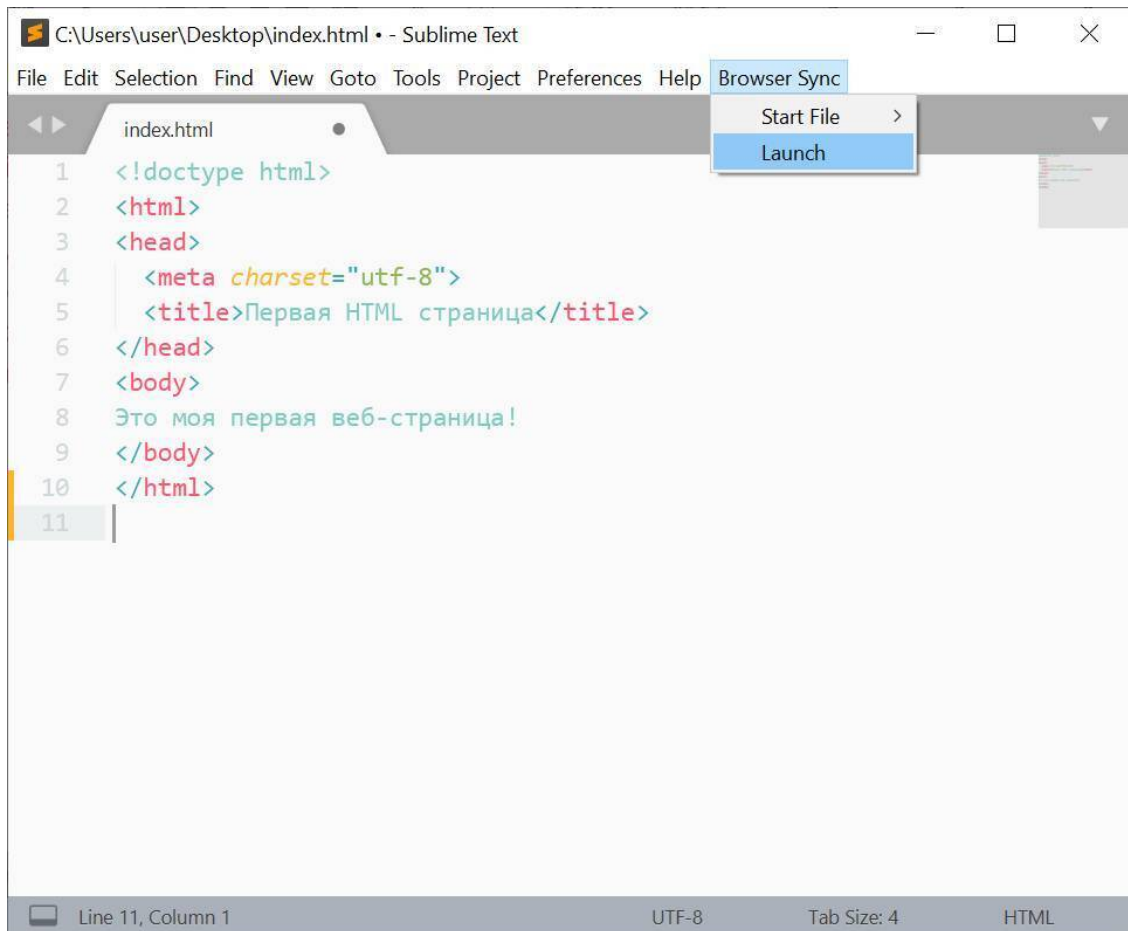 C:\Users\user\Desktop\index.html • - Sublime Text
File Edit Selection Find View Goto Tools Project Preferences Help Browser Sync
Start File
Launch
index.html
1 <!doctype html>
2 <html>
3 <head>
4 <meta charset="utf-8">
5 <title>Первая HTML страница</title>
6 </head>
7 <body>
8 Это моя первая веб-страница!
9 </body>
10 </html>
11
Line 11, Column 1 UTF-8 Tab Size: 4 HTML